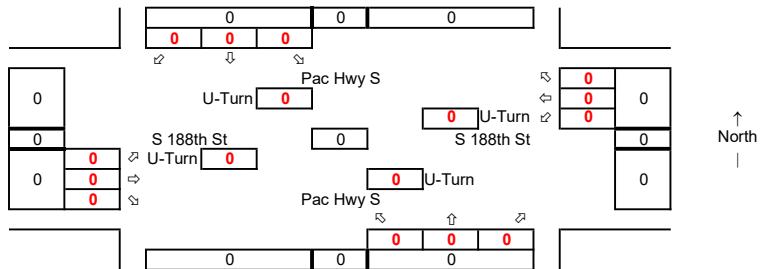 0 0 0
0 0 0
⬃ ⇩ ⬂
Pac Hwy S
0 ⬁ 0 0
U-Turn 0 ⇦ 0
0 U-Turn ⬃ 0
↑
0 S 188th St 0 S 188th St 0 North
|
0 ⬀ U-Turn 0
0 0 ⇨ 0 U-Turn 0
0 ⬂ Pac Hwy S
⬁ ⇧ ⬀
0 0 0
0 0 0